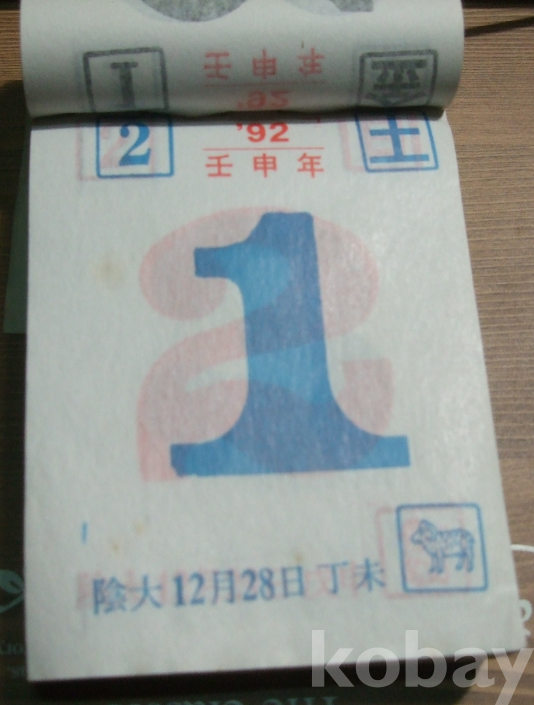 壬申年
'92
2
'92
土
壬申年
1
陰大12月28日 丁未
kobay